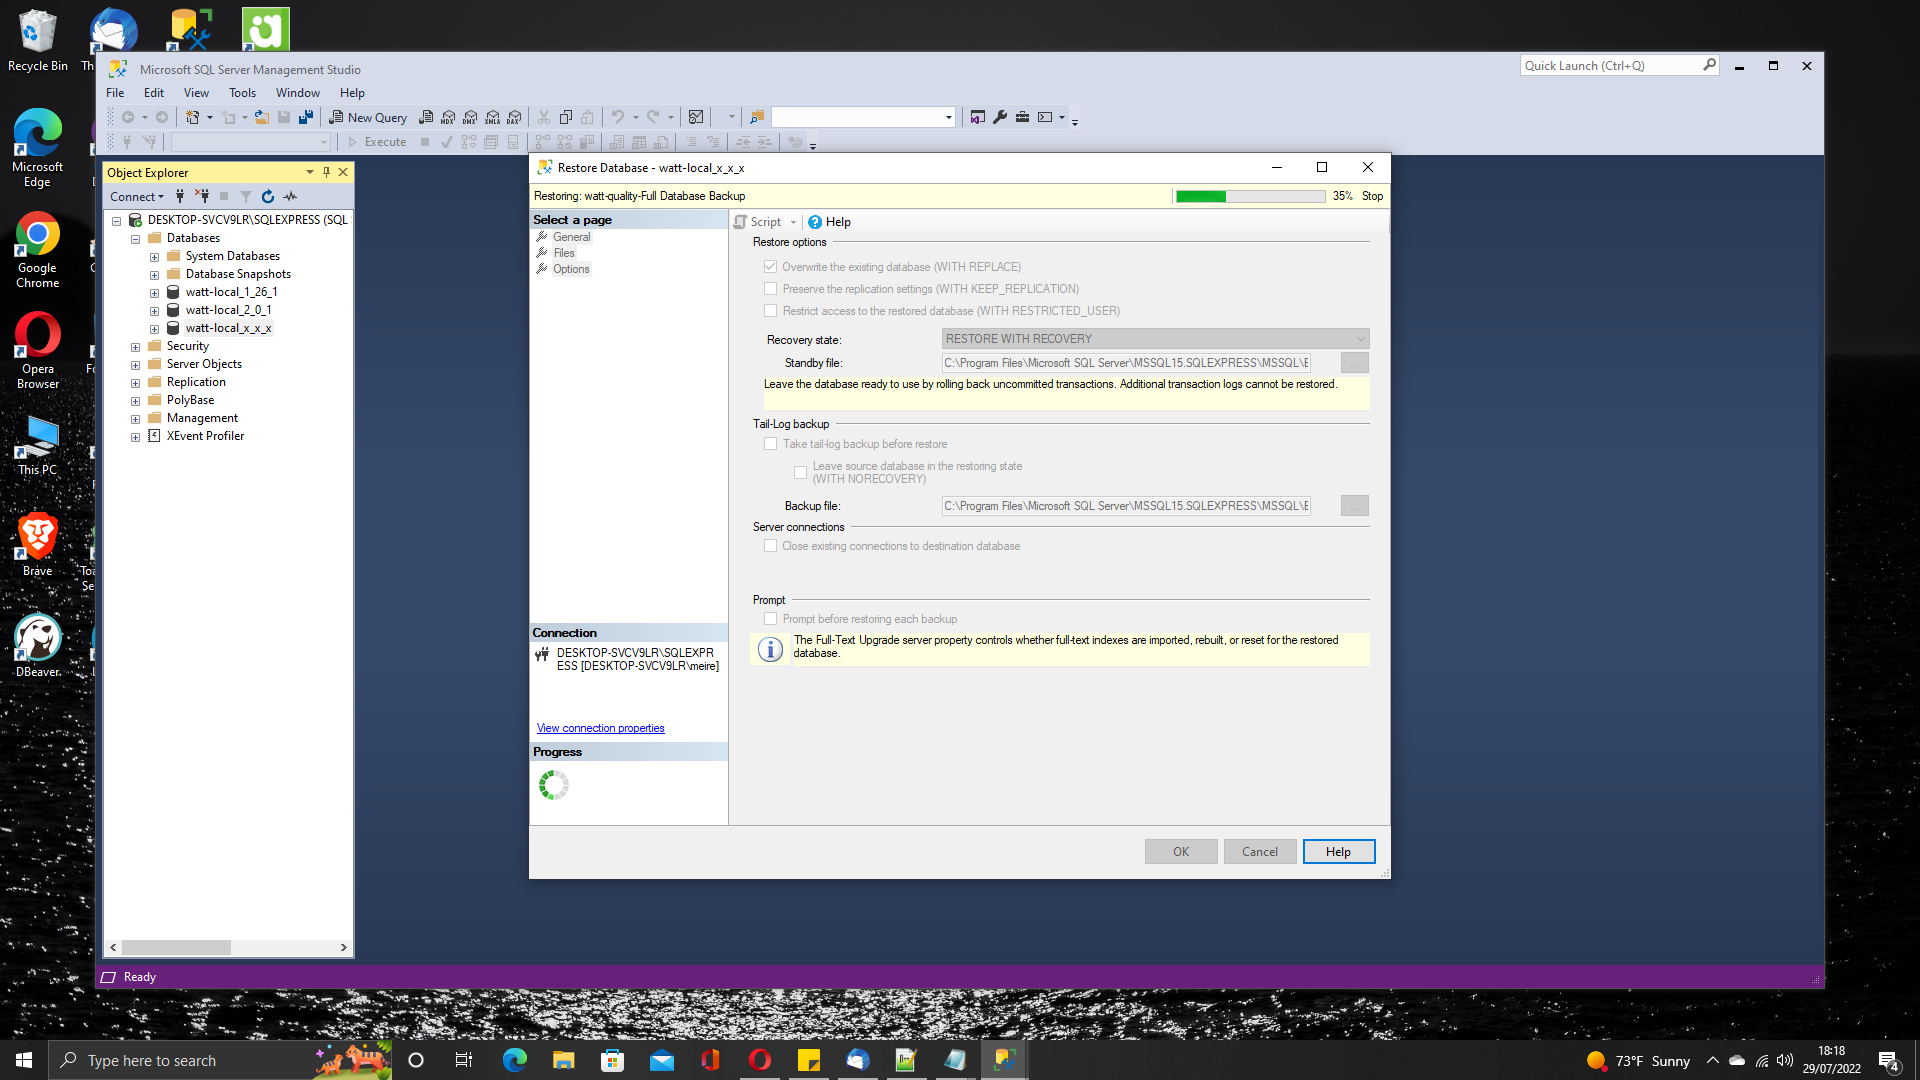 Recycle Bin
Th
Microsoft
Edge
Google
Chrome
Opera
Browser
Fo
This PC
Brave
Toa
Se
DBeaver
Microsoft SQL Server Management Studio
Quick Launch (Ctrl+Q)
File Edit View Tools Window Help
New Query MDX DMX XMLA DAX
Execute
Object Explorer
Connect
DESKTOP-SVCV9LR\SQLEXPRESS (SQL
Databases
System Databases
Database Snapshots
watt-local_1_26_1
watt-local_2_0_1
watt-local_x_x_x
Security
Server Objects
Replication
PolyBase
Management
XEvent Profiler
Ready
Restore Database - watt-local_x_x_x
Restoring: watt-quality-Full Database Backup 35% Stop
Select a page
General
Files
Options
Connection
DESKTOP-SVCV9LR\SQLEXPR
ESS [DESKTOP-SVCV9LR\meire]
View connection properties
Progress
Script Help
Restore options
Overwrite the existing database (WITH REPLACE)
Preserve the replication settings (WITH KEEP_REPLICATION)
Restrict access to the restored database (WITH RESTRICTED_USER)
Recovery state: RESTORE WITH RECOVERY
Standby file: C:\Program Files\Microsoft SQL Server\MSSQL15.SQLEXPRESS\MSSQL\E ...
Leave the database ready to use by rolling back uncommitted transactions. Additional transaction logs cannot be restored.
Tail-Log backup
Take tail-log backup before restore
Leave source database in the restoring state
(WITH NORECOVERY)
Backup file: C:\Program Files\Microsoft SQL Server\MSSQL15.SQLEXPRESS\MSSQL\E ...
Server connections
Close existing connections to destination database
Prompt
Prompt before restoring each backup
The Full-Text Upgrade server property controls whether full-text indexes are imported, rebuilt, or reset for the restored
database.
OK Cancel Help
Type here to search
73°F Sunny
18:18
29/07/2022
4